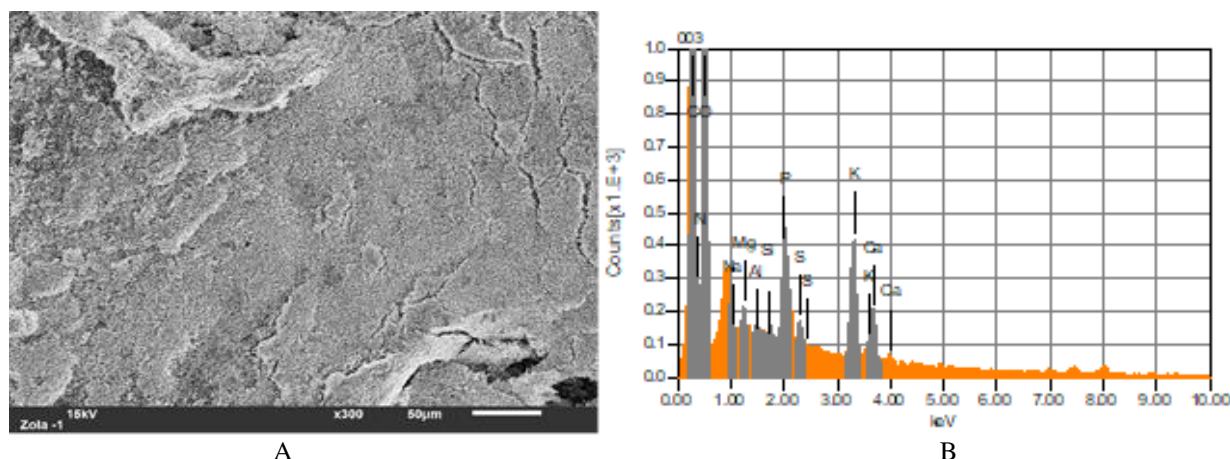 15kV x300 50µm
Zola -1
A
003
1.0
0.9
0.8
0.7
0.6
0.5
0.4
0.3
0.2
0.1
0.0
Counts[x1.E+3]
N
Na
Mg
Al
S
P
S
S
K
Ca
K
Ca
0.00 1.00 2.00 3.00 4.00 5.00 6.00 7.00 8.00 9.00 10.00
keV
B